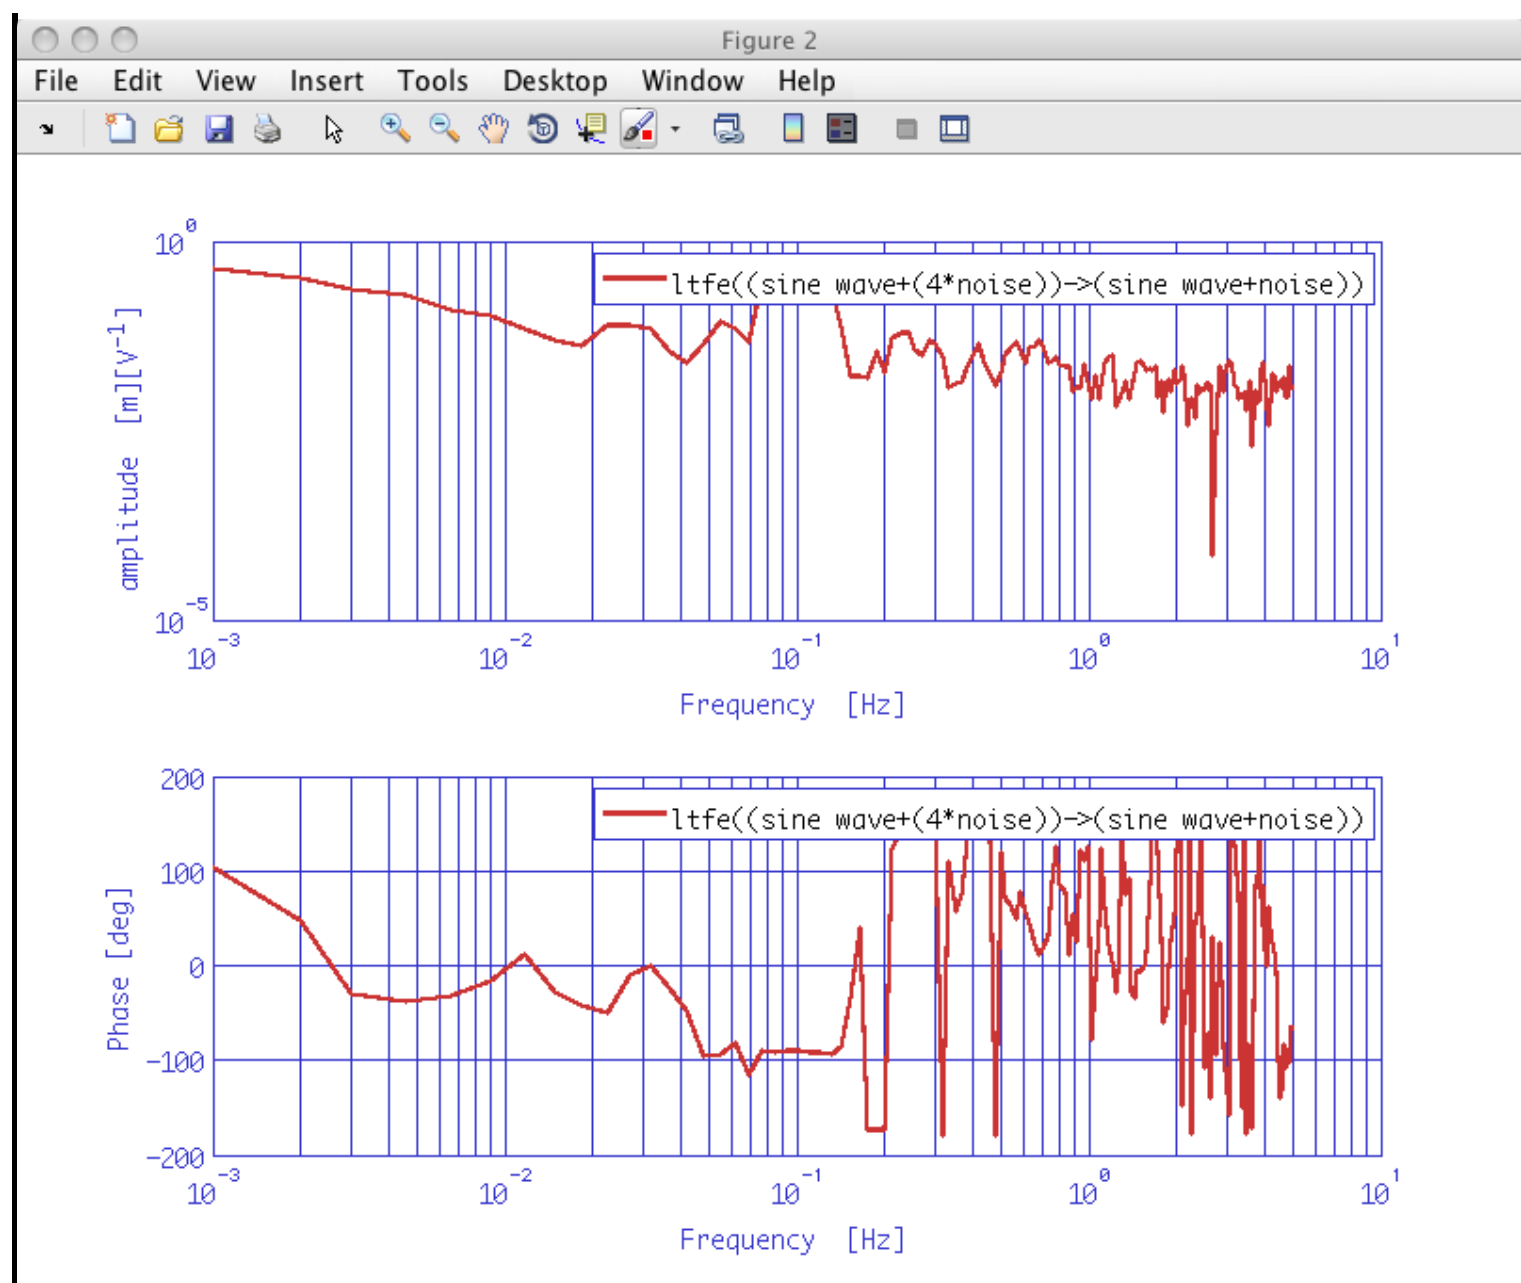 Figure 2
File Edit View Insert Tools Desktop Window Help
10^0
ltfe((sine wave+(4*noise))->(sine wave+noise))
amplitude [m][V^-1]
10^-5
10^-3 10^-2 10^-1 10^0 10^1
Frequency [Hz]
200
ltfe((sine wave+(4*noise))->(sine wave+noise))
100
Phase [deg]
0
-100
-200
10^-3 10^-2 10^-1 10^0 10^1
Frequency [Hz]